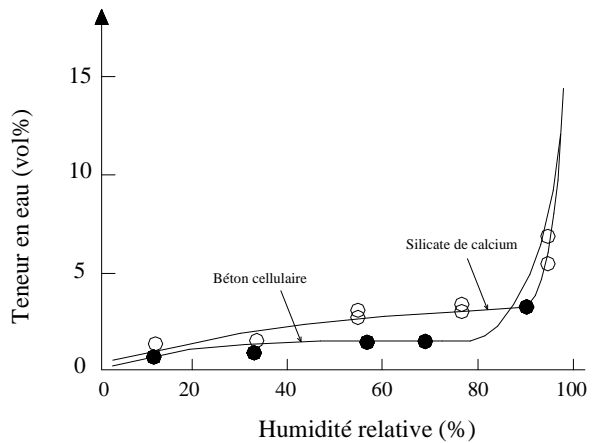 Teneur en eau (vol%)
15
10
5
0
Silicate de calcium
Béton cellulaire
0 20 40 60 80 100
Humidité relative (%)